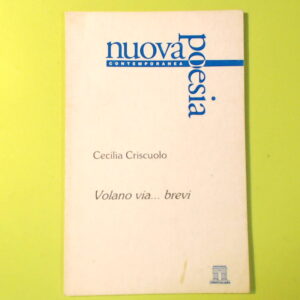 nuova
poesia
CONTEMPORANEA
Cecilia Criscuolo
Volano via... brevi